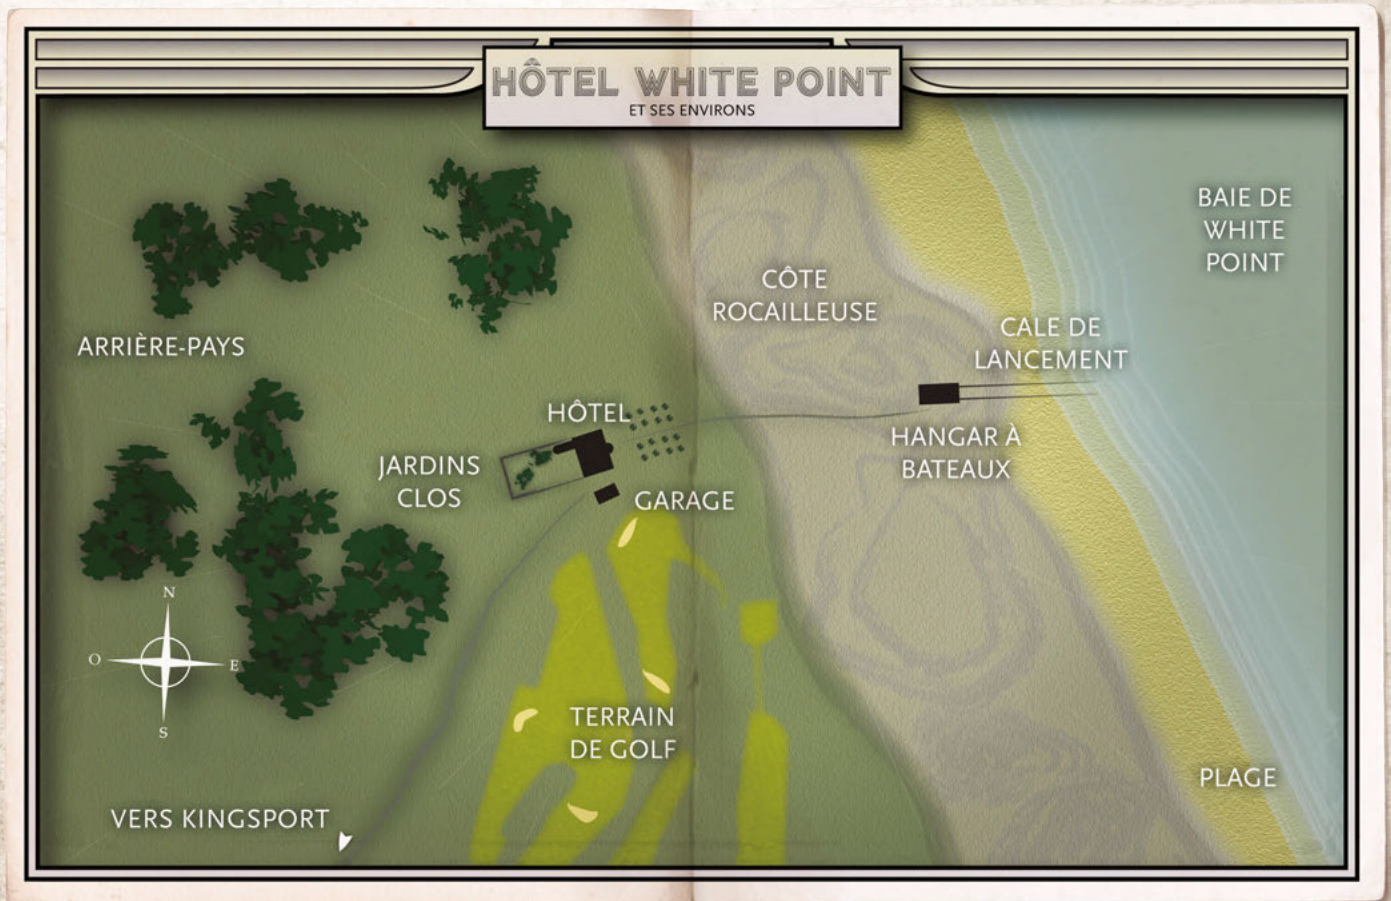 HÔTEL WHITE POINT
ET SES ENVIRONS
BAIE DE
WHITE
POINT
CÔTE
ROCAILLEUSE
CALE DE
LANCEMENT
ARRIÈRE-PAYS
HÔTEL
HANGAR À
BATEAUX
JARDINS
CLOS
GARAGE
N
O
E
S
TERRAIN
DE GOLF
PLAGE
VERS KINGSPORT